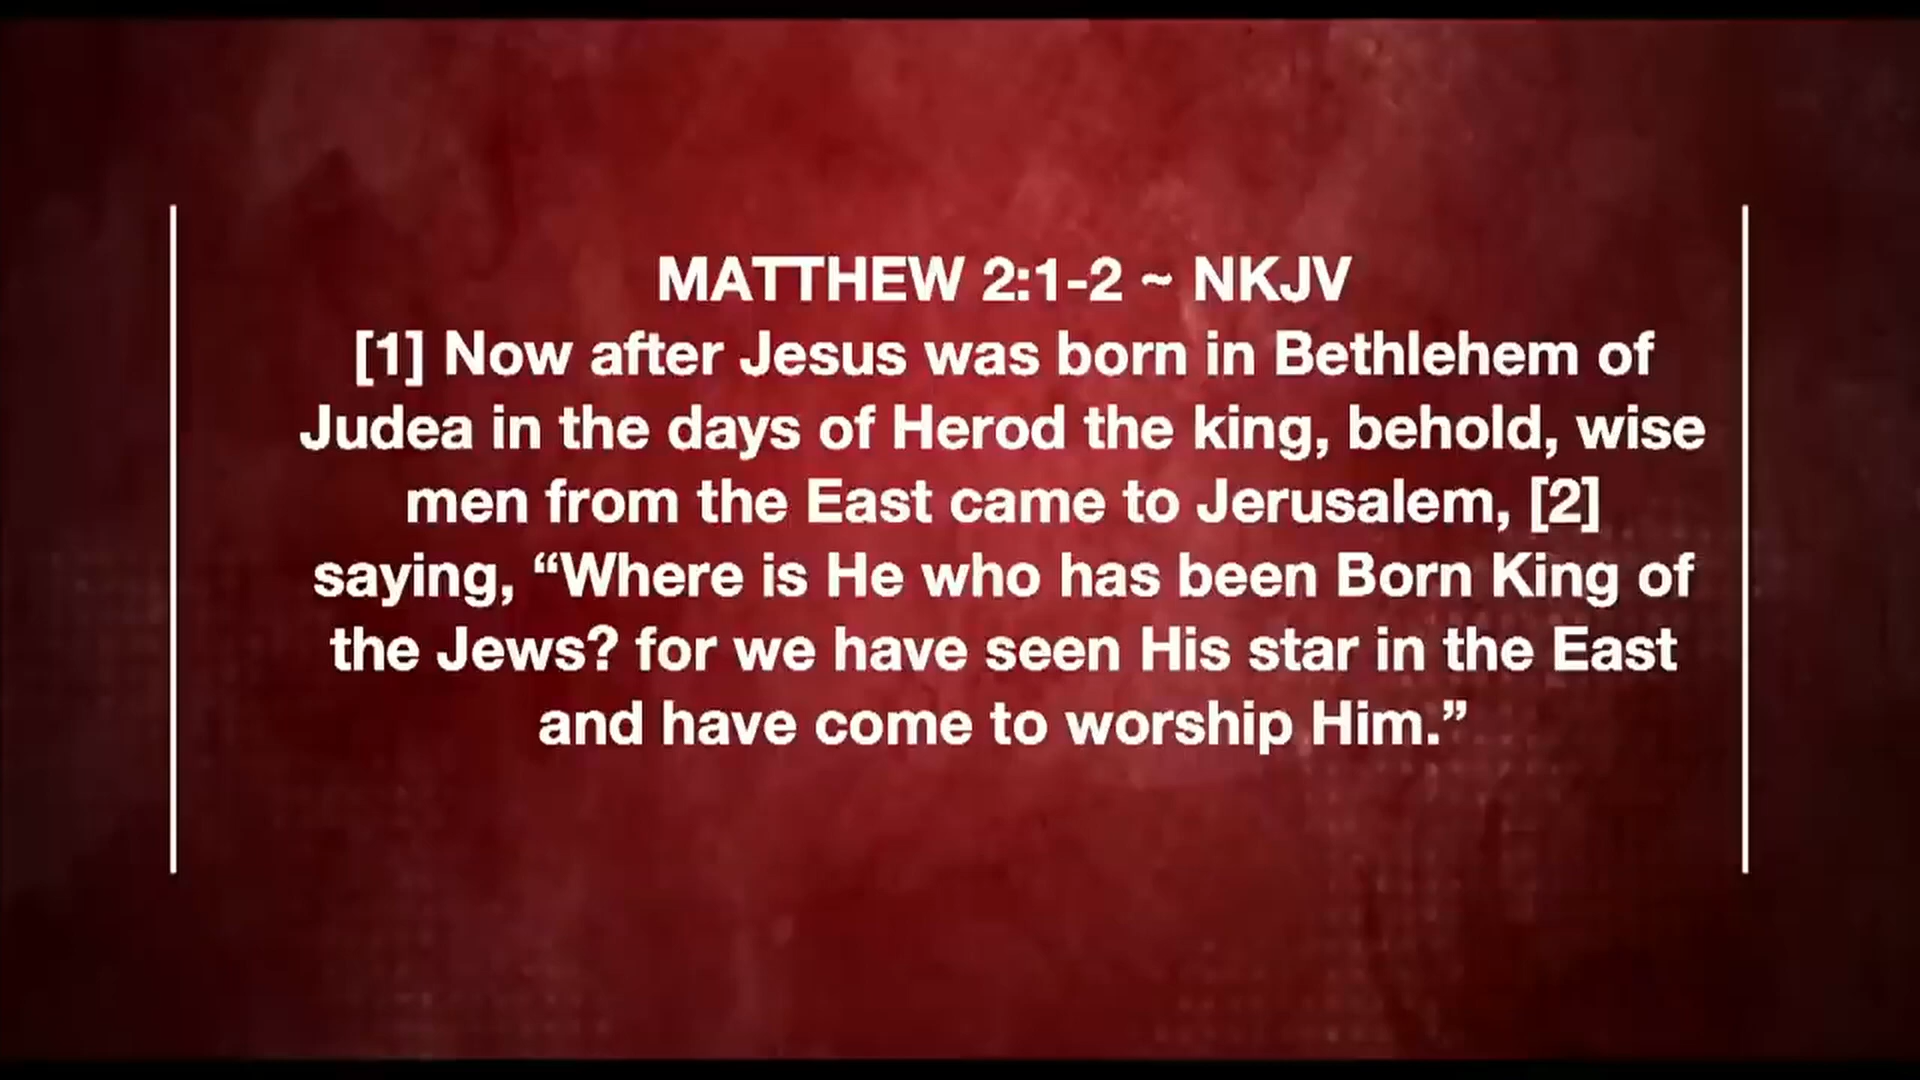 MATTHEW 2:1-2 ~ NKJV
[1] Now after Jesus was born in Bethlehem of
Judea in the days of Herod the king, behold, wise
men from the East came to Jerusalem, [2]
saying, “Where is He who has been Born King of
the Jews? for we have seen His star in the East
and have come to worship Him.”